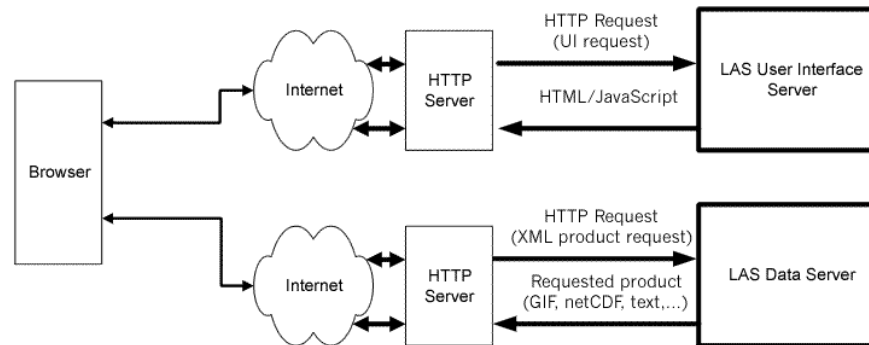 HTTP Request
(UI request)
HTTP
Server
LAS User Interface
Server
Internet
HTML/JavaScript
Browser
HTTP Request
(XML product request)
Internet
HTTP
Server
Requested product
(GIF, netCDF, text,...)
LAS Data Server